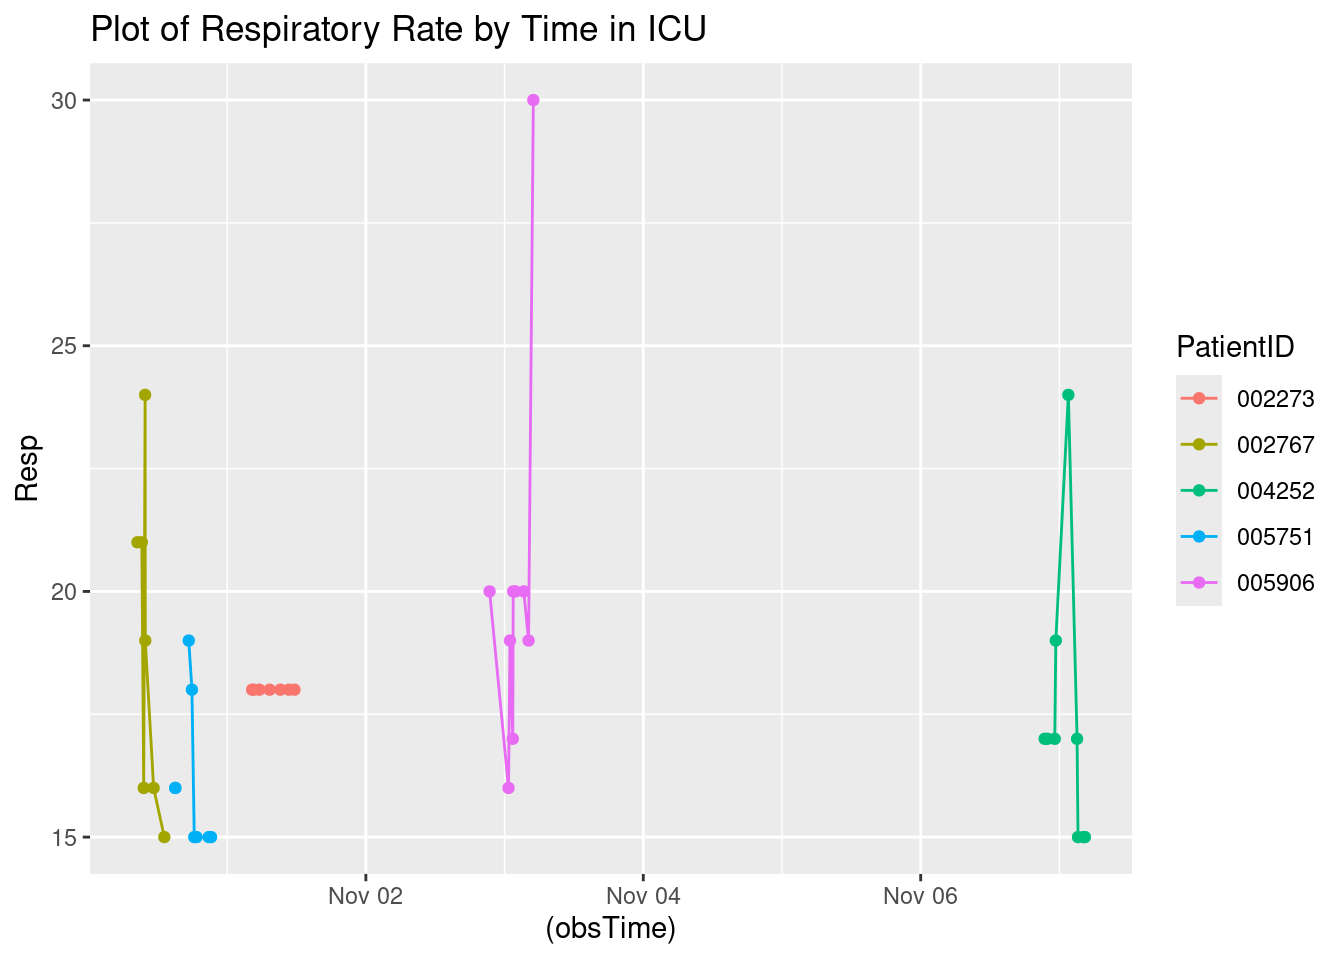 Plot of Respiratory Rate by Time in ICU
30
25
20
15
Resp
Nov 02
Nov 04
Nov 06
(obsTime)
PatientID
002273
002767
004252
005751
005906